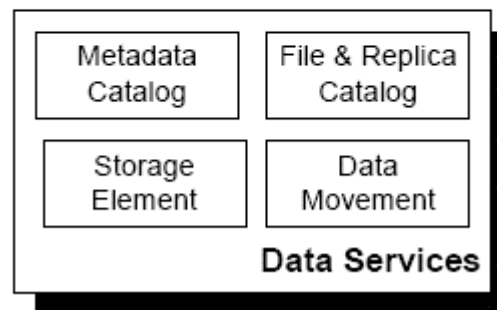 Metadata
Catalog
File & Replica
Catalog
Storage
Element
Data
Movement
Data Services